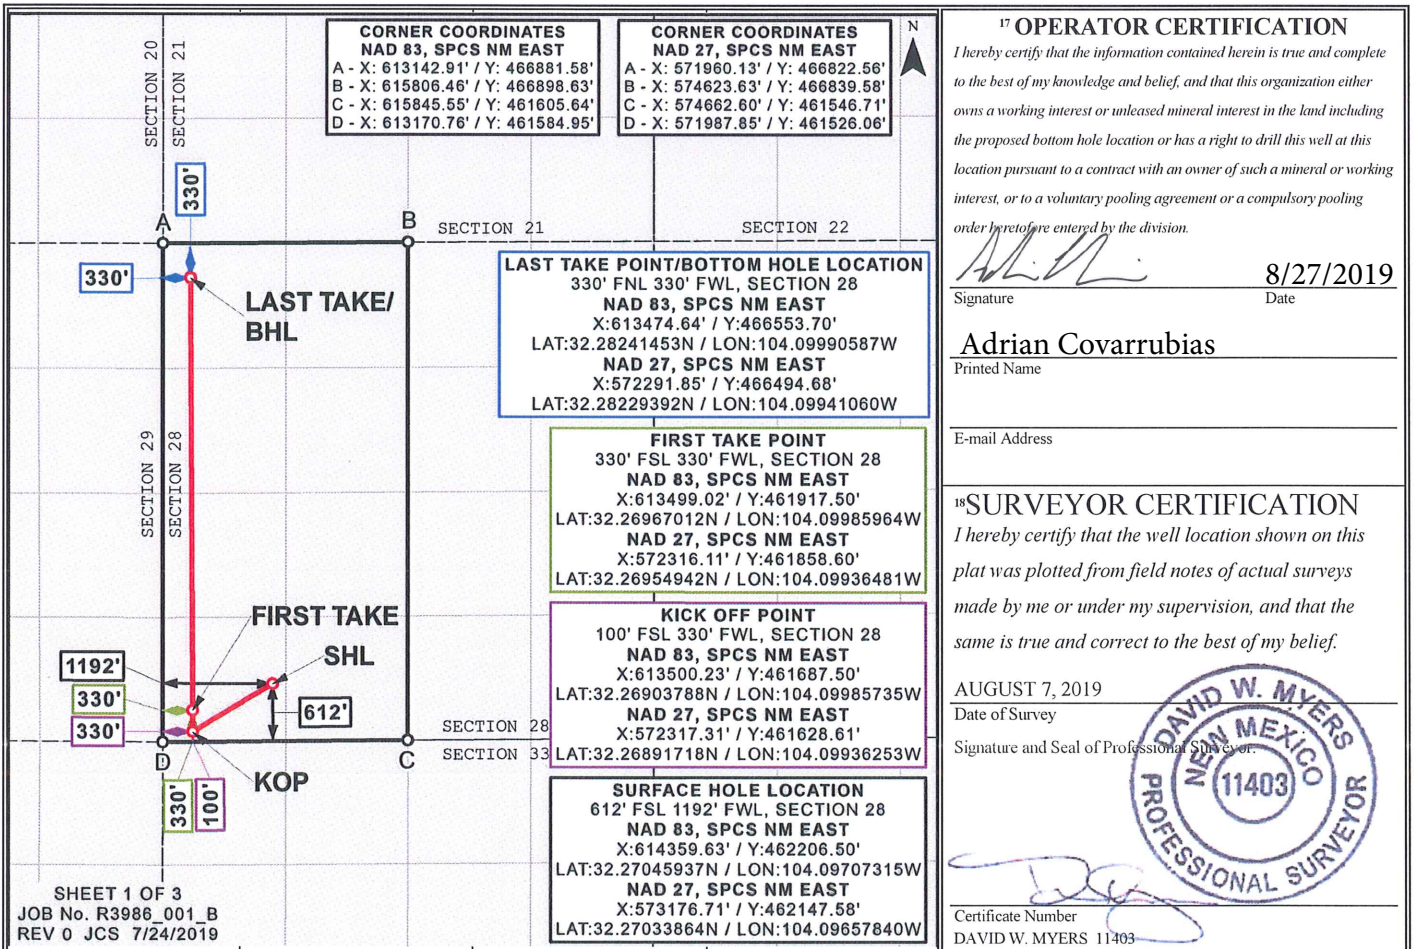 SECTION 20
SECTION 21
CORNER COORDINATES
NAD 83, SPCS NM EAST
A - X: 613142.91' / Y: 466881.58'
B - X: 615806.46' / Y: 466898.63'
C - X: 615845.55' / Y: 461605.64'
D - X: 613170.76' / Y: 461584.95'
CORNER COORDINATES
NAD 27, SPCS NM EAST
A - X: 571960.13' / Y: 466822.56'
B - X: 574623.63' / Y: 466839.58'
C - X: 574662.60' / Y: 461546.71'
D - X: 571987.85' / Y: 461526.06'
N
330'
A
B
SECTION 21
SECTION 22
330'
LAST TAKE/
BHL
LAST TAKE POINT/BOTTOM HOLE LOCATION
330' FNL 330' FWL, SECTION 28
NAD 83, SPCS NM EAST
X:613474.64' / Y:466553.70'
LAT:32.28241453N / LON:104.09990587W
NAD 27, SPCS NM EAST
X:572291.85' / Y:466494.68'
LAT:32.28229392N / LON:104.09941060W
SECTION 29
SECTION 28
FIRST TAKE POINT
330' FSL 330' FWL, SECTION 28
NAD 83, SPCS NM EAST
X:613499.02' / Y:461917.50'
LAT:32.26967012N / LON:104.09985964W
NAD 27, SPCS NM EAST
X:572316.11' / Y:461858.60'
LAT:32.26954942N / LON:104.09936481W
FIRST TAKE
SHL
1192'
330'
330'
612'
KICK OFF POINT
100' FSL 330' FWL, SECTION 28
NAD 83, SPCS NM EAST
X:613500.23' / Y:461687.50'
LAT:32.26903788N / LON:104.09985735W
NAD 27, SPCS NM EAST
X:572317.31' / Y:461628.61'
LAT:32.26891718N / LON:104.09936253W
SECTION 28
SECTION 33
D
C
KOP
330'
100'
SURFACE HOLE LOCATION
612' FSL 1192' FWL, SECTION 28
NAD 83, SPCS NM EAST
X:614359.63' / Y:462206.50'
LAT:32.27045937N / LON:104.09707315W
NAD 27, SPCS NM EAST
X:573176.71' / Y:462147.58'
LAT:32.27033864N / LON:104.09657840W
SHEET 1 OF 3
JOB No. R3986_001_B
REV 0 JCS 7/24/2019
17 OPERATOR CERTIFICATION
I hereby certify that the information contained herein is true and complete
to the best of my knowledge and belief, and that this organization either
owns a working interest or unleased mineral interest in the land including
the proposed bottom hole location or has a right to drill this well at this
location pursuant to a contract with an owner of such a mineral or working
interest, or to a voluntary pooling agreement or a compulsory pooling
order heretofore entered by the division.
8/27/2019
Signature Date
Adrian Covarrubias
Printed Name
E-mail Address
18SURVEYOR CERTIFICATION
I hereby certify that the well location shown on this
plat was plotted from field notes of actual surveys
made by me or under my supervision, and that the
same is true and correct to the best of my belief.
AUGUST 7, 2019
Date of Survey
Signature and Seal of Professional Surveyor:
DAVID W. MYERS
NEW MEXICO
11403
PROFESSIONAL SURVEYOR
Certificate Number
DAVID W. MYERS 11403